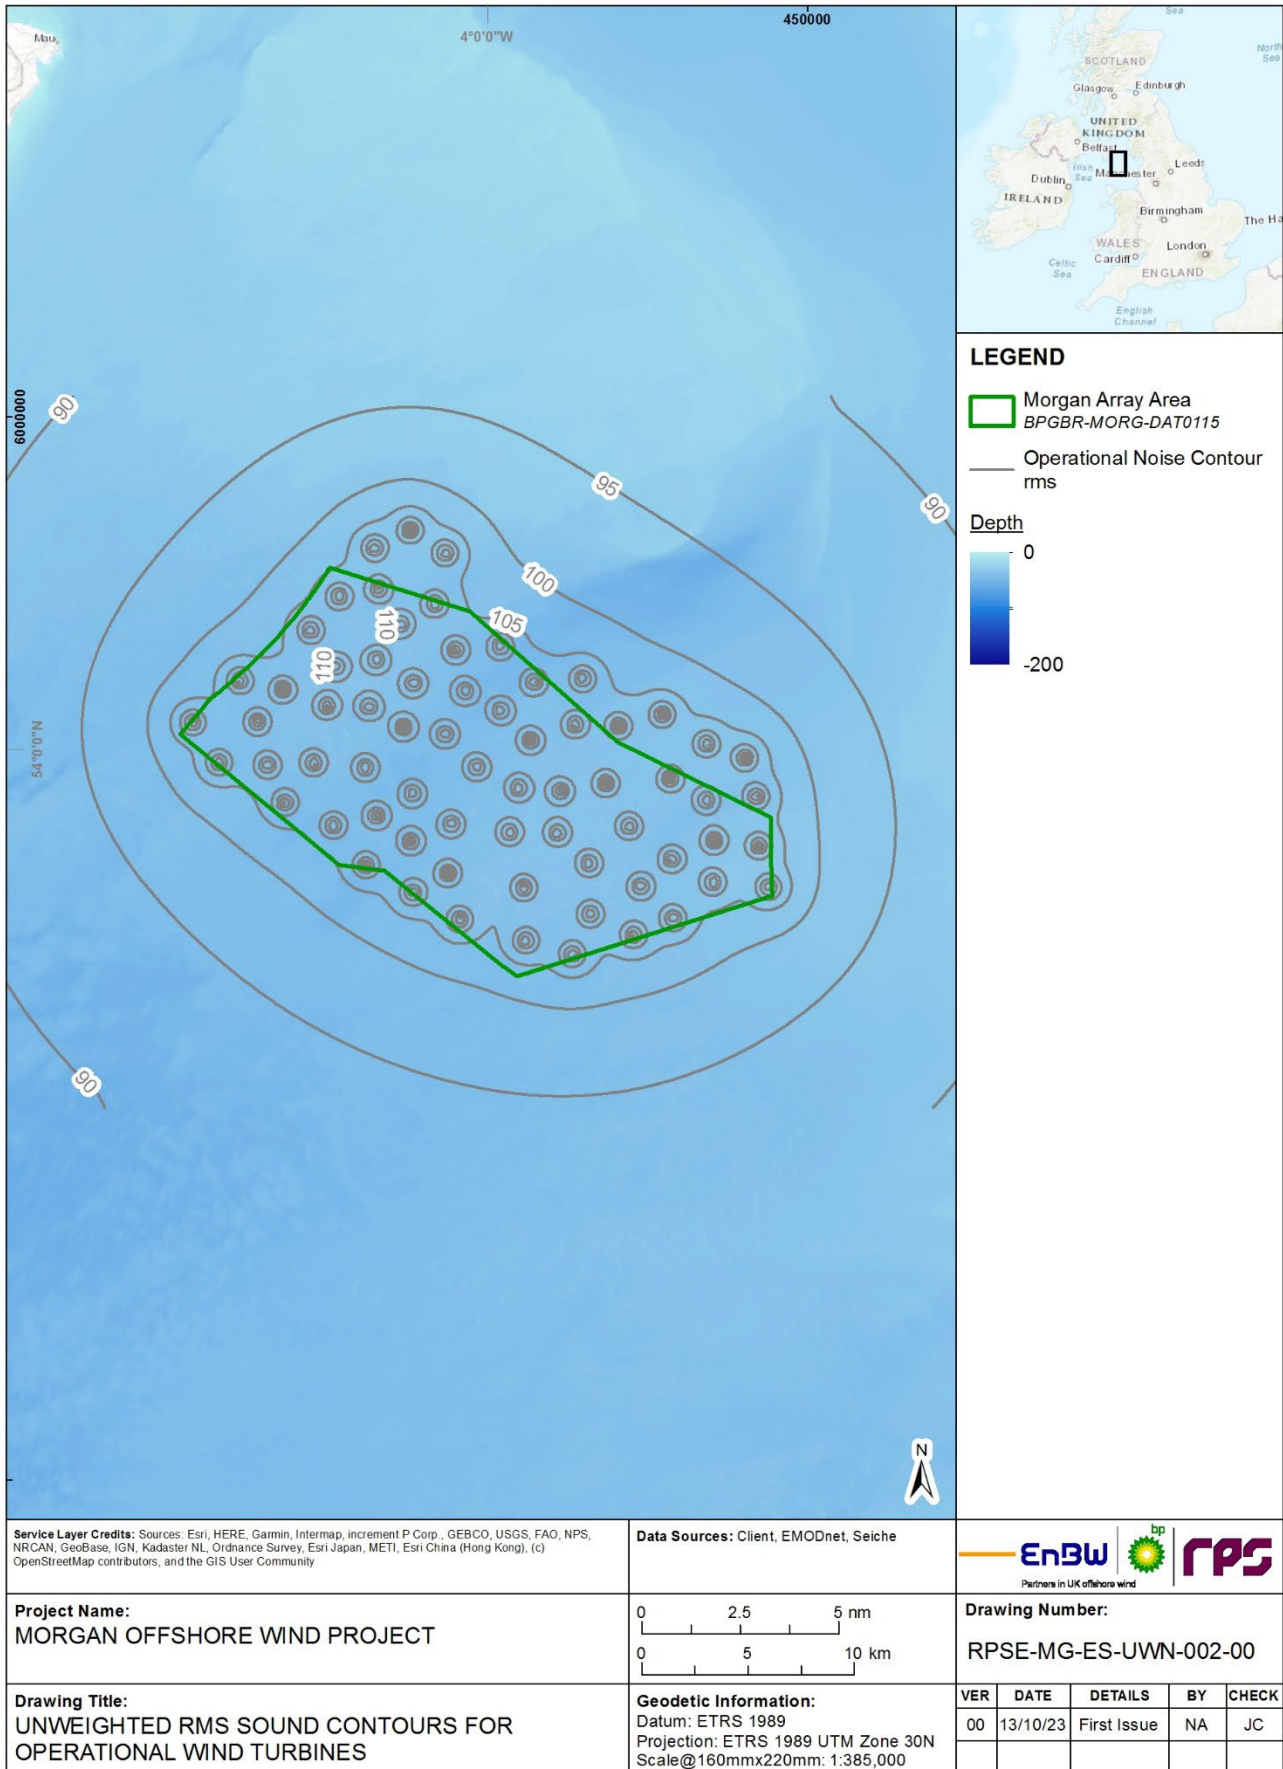 450000
4°0'0"W
Mau
6000000
54°0'0"N
90
90
95
100
105
110
110
90
N
Sea
SCOTLAND
North
Sea
Glasgow
Edinburgh
UNITED
KINGDOM
Belfast
Irish
Sea
Manchester
Leeds
Dublin
IRELAND
Birmingham
The Ha
WALES
London
Cardiff
Celtic
Sea
ENGLAND
English
Channel
LEGEND
Morgan Array Area
BPGBR-MORG-DAT0115
Operational Noise Contour
rms
Depth
0
-200
Service Layer Credits: Sources: Esri, HERE, Garmin, Intermap, increment P Corp., GEBCO, USGS, FAO, NPS,
NRCAN, GeoBase, IGN, Kadaster NL, Ordnance Survey, Esri Japan, METI, Esri China (Hong Kong), (c)
OpenStreetMap contributors, and the GIS User Community
Data Sources: Client, EMODnet, Seiche
EnBW
bp
rps
Partners in UK offshore wind
Project Name:
MORGAN OFFSHORE WIND PROJECT
0 2.5 5 nm
0 5 10 km
Drawing Number:
RPSE-MG-ES-UWN-002-00
Drawing Title:
UNWEIGHTED RMS SOUND CONTOURS FOR
OPERATIONAL WIND TURBINES
Geodetic Information:
Datum: ETRS 1989
Projection: ETRS 1989 UTM Zone 30N
Scale@160mmx220mm: 1:385,000
VER DATE DETAILS BY CHECK
00 13/10/23 First Issue NA JC